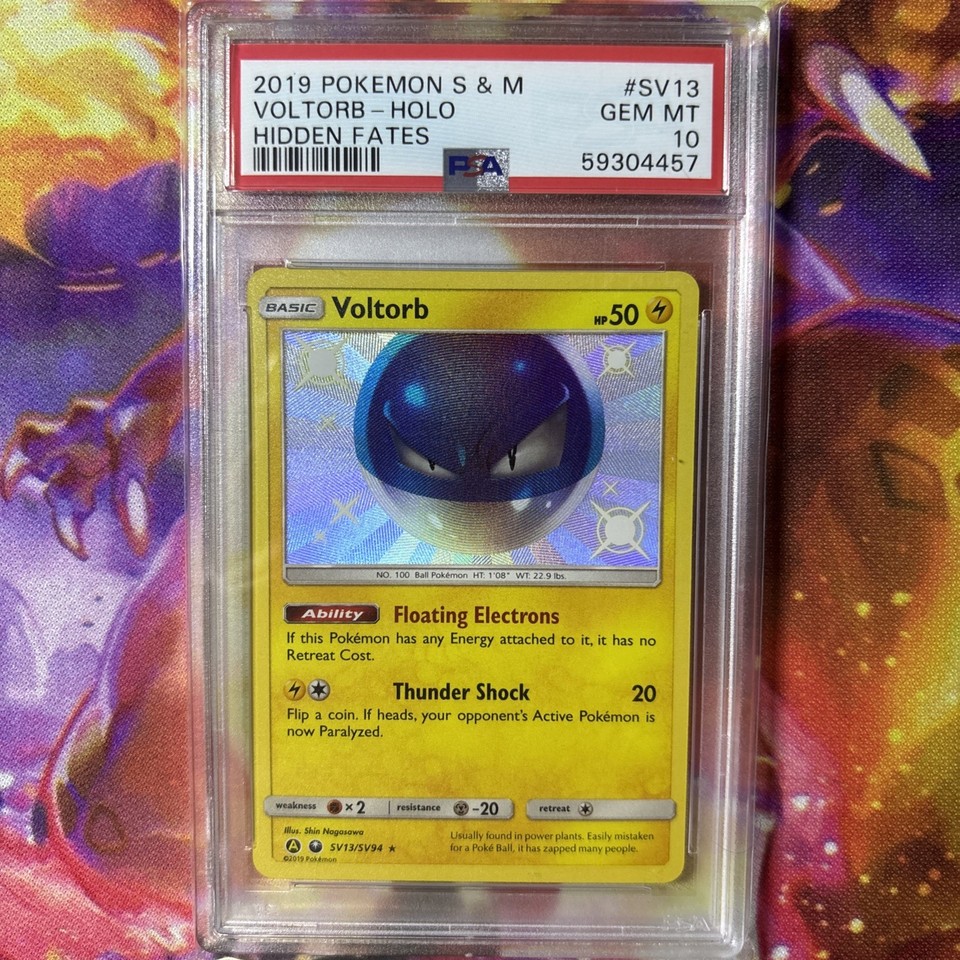 2019 POKEMON S & M #SV13
VOLTORB – HOLO GEM MT
HIDDEN FATES 10
PSA 59304457
BASIC Voltorb HP 50
NO. 100 Ball Pokémon HT: 1'08" WT: 22.9 lbs.
Ability Floating Electrons
If this Pokémon has any Energy attached to it, it has no
Retreat Cost.
Thunder Shock 20
Flip a coin. If heads, your opponent's Active Pokémon is
now Paralyzed.
weakness ×2 resistance -20 retreat
Illus. Shin Nagasawa
A SV13/SV94 ★
©2019 Pokémon
Usually found in power plants. Easily mistaken
for a Poké Ball, it has zapped many people.